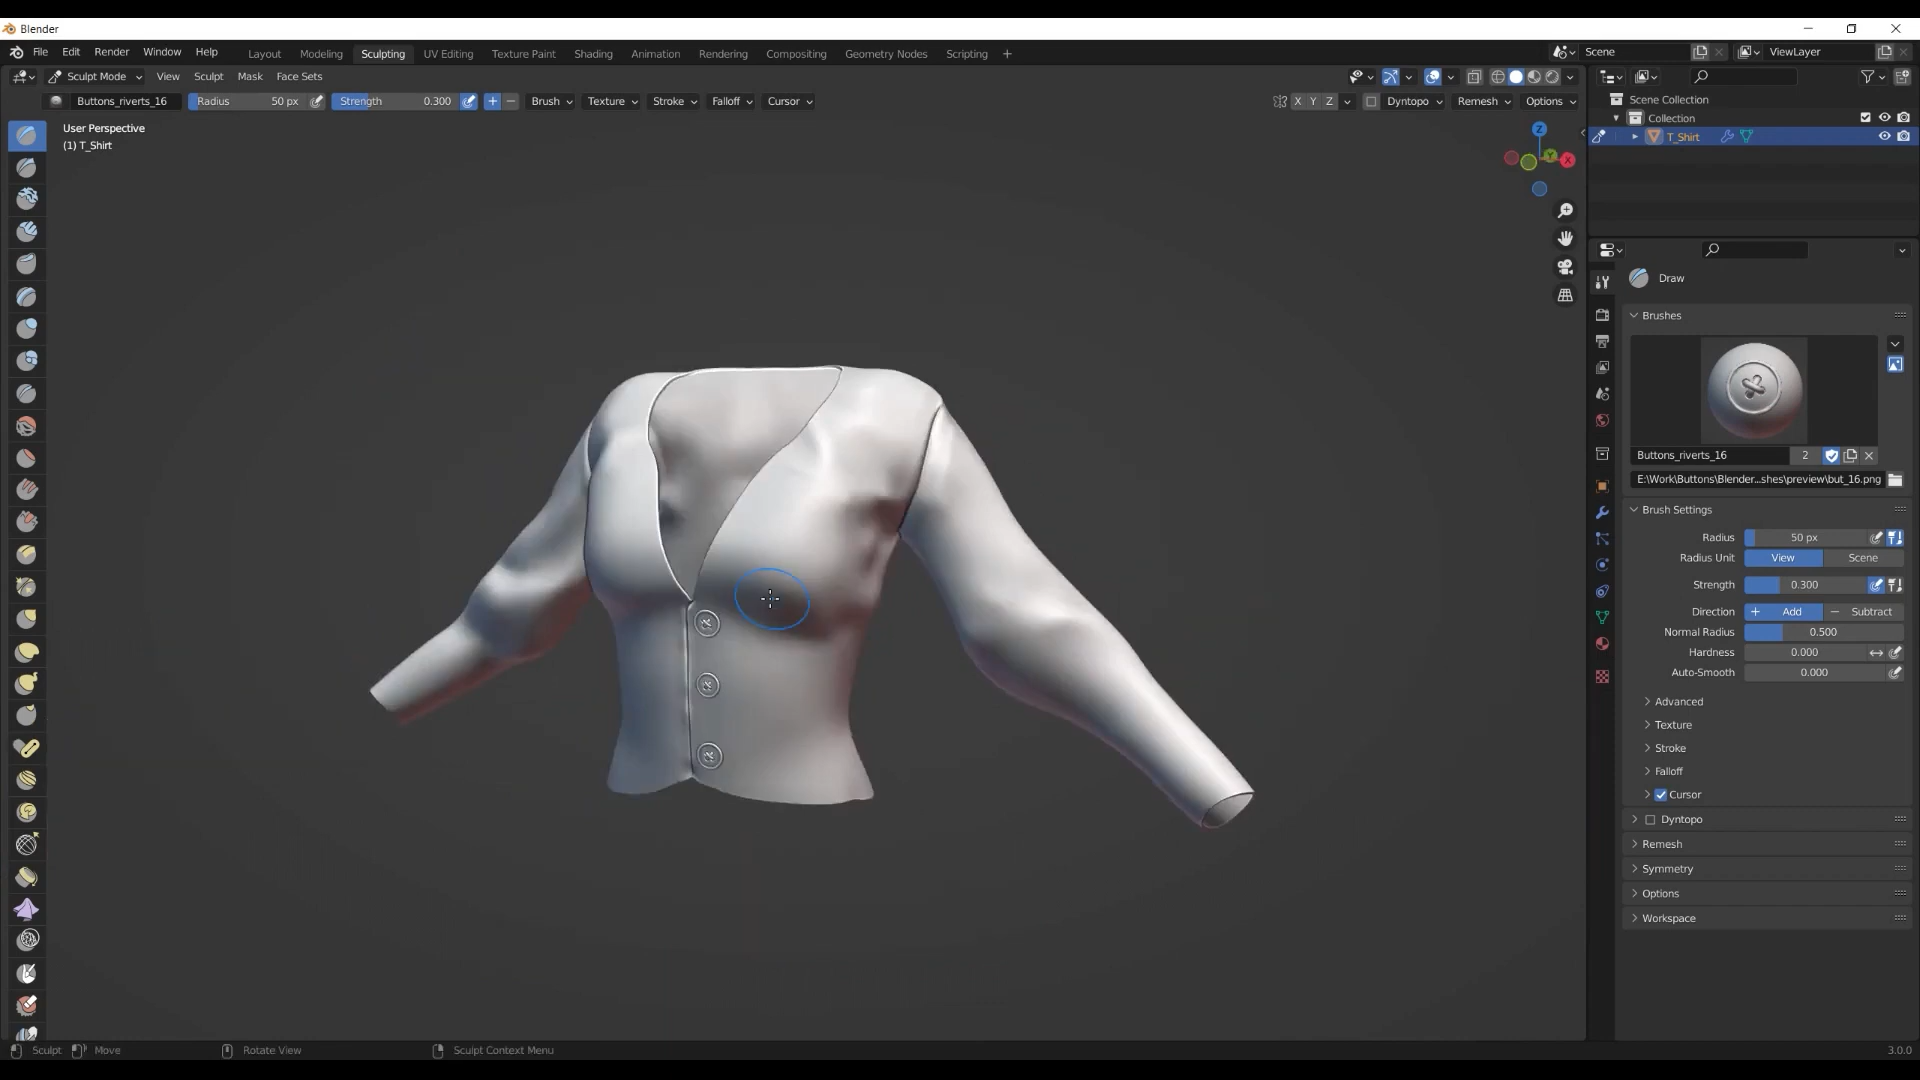 Blender
File Edit Render Window Help Layout Modeling Sculpting UV Editing Texture Paint Shading Animation Rendering Compositing Geometry Nodes Scripting + Scene ViewLayer
Sculpt Mode View Sculpt Mask Face Sets
Buttons_riverts_16 Radius 50 px Strength 0.300 + − Brush Texture Stroke Falloff Cursor X Y Z Dyntopo Remesh Options
User Perspective
(1) T_Shirt
Z
Y
X
Scene Collection
Collection
T_Shirt
Draw
Brushes
Buttons_riverts_16 2
E:\Work\Buttons\Blender...shes\preview\but_16.png
Brush Settings
Radius 50 px
Radius Unit View Scene
Strength 0.300
Direction + Add − Subtract
Normal Radius 0.500
Hardness 0.000
Auto-Smooth 0.000
Advanced
Texture
Stroke
Falloff
Cursor
Dyntopo
Remesh
Symmetry
Options
Workspace
Sculpt Move Rotate View Sculpt Context Menu 3.0.0